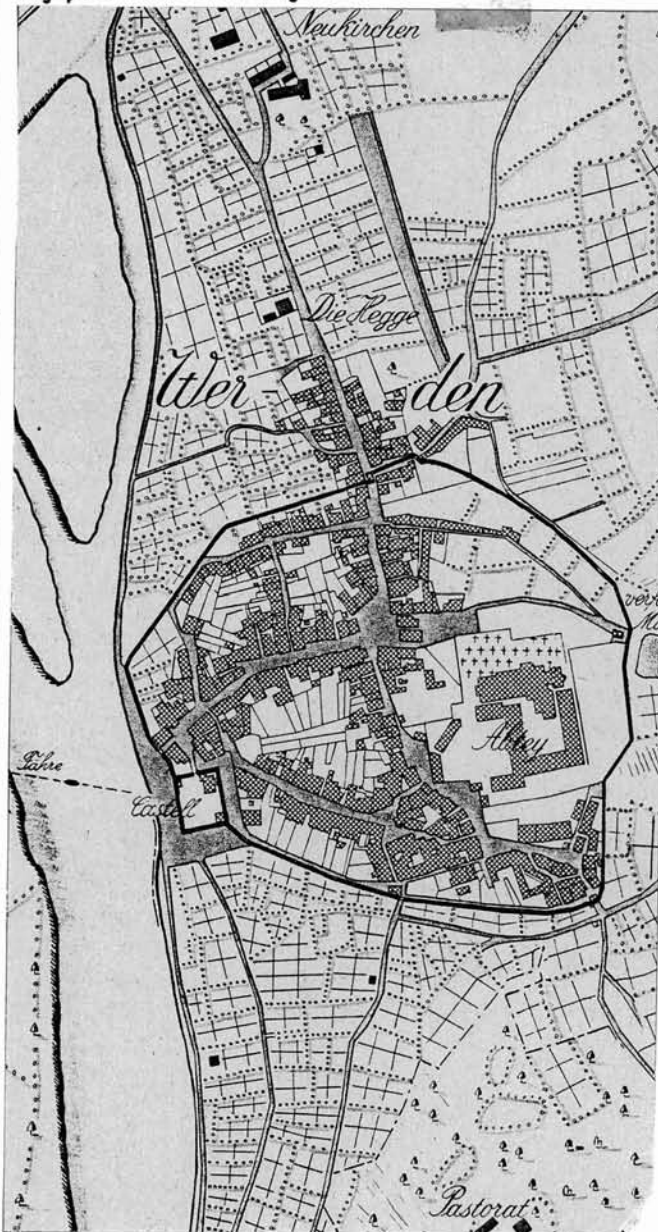 Neukirchen
Die Hegge
Werden
Abtey
Fähre
Castell
Pastorat